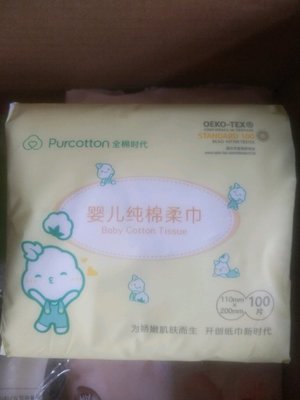 OEKO-TEX®
STANDARD 100
Purcotton 全棉时代
婴儿纯棉柔巾
Baby Cotton Tissue
110mm
×
200mm
100
片
为娇嫩肌肤而生 开创纸巾新时代